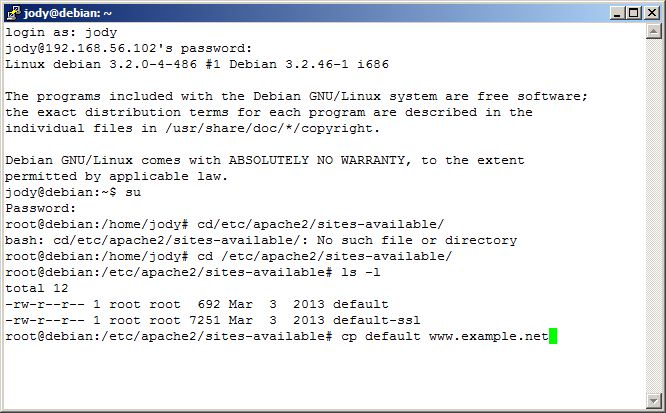 jody@debian: ~
login as: jody
jody@192.168.56.102's password:
Linux debian 3.2.0-4-486 #1 Debian 3.2.46-1 i686
The programs included with the Debian GNU/Linux system are free software;
the exact distribution terms for each program are described in the
individual files in /usr/share/doc/*/copyright.
Debian GNU/Linux comes with ABSOLUTELY NO WARRANTY, to the extent
permitted by applicable law.
jody@debian:~$ su
Password:
root@debian:/home/jody# cd/etc/apache2/sites-available/
bash: cd/etc/apache2/sites-available/: No such file or directory
root@debian:/home/jody# cd /etc/apache2/sites-available/
root@debian:/etc/apache2/sites-available# ls -l
total 12
-rw-r--r-- 1 root root  692 Mar  3  2013 default
-rw-r--r-- 1 root root 7251 Mar  3  2013 default-ssl
root@debian:/etc/apache2/sites-available# cp default www.example.net